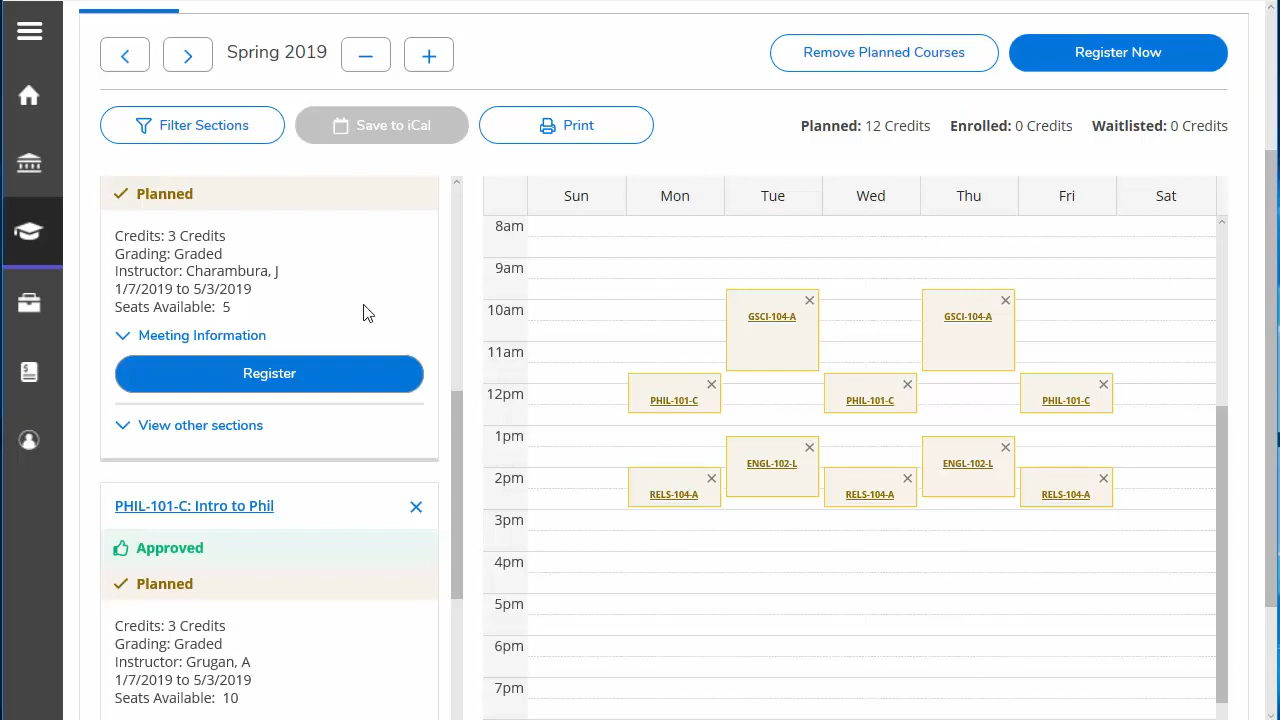 Spring 2019
Remove Planned Courses
Register Now
Filter Sections
Save to iCal
Print
Planned: 12 Credits Enrolled: 0 Credits Waitlisted: 0 Credits
Planned
Credits: 3 Credits
Grading: Graded
Instructor: Charambura, J
1/7/2019 to 5/3/2019
Seats Available: 5
Meeting Information
Register
View other sections
PHIL-101-C: Intro to Phil
Approved
Planned
Credits: 3 Credits
Grading: Graded
Instructor: Grugan, A
1/7/2019 to 5/3/2019
Seats Available: 10
Sun Mon Tue Wed Thu Fri Sat
8am
9am
10am
GSCI-104-A GSCI-104-A
11am
12pm
PHIL-101-C PHIL-101-C PHIL-101-C
1pm
ENGL-102-L ENGL-102-L
2pm
RELS-104-A RELS-104-A RELS-104-A
3pm
4pm
5pm
6pm
7pm